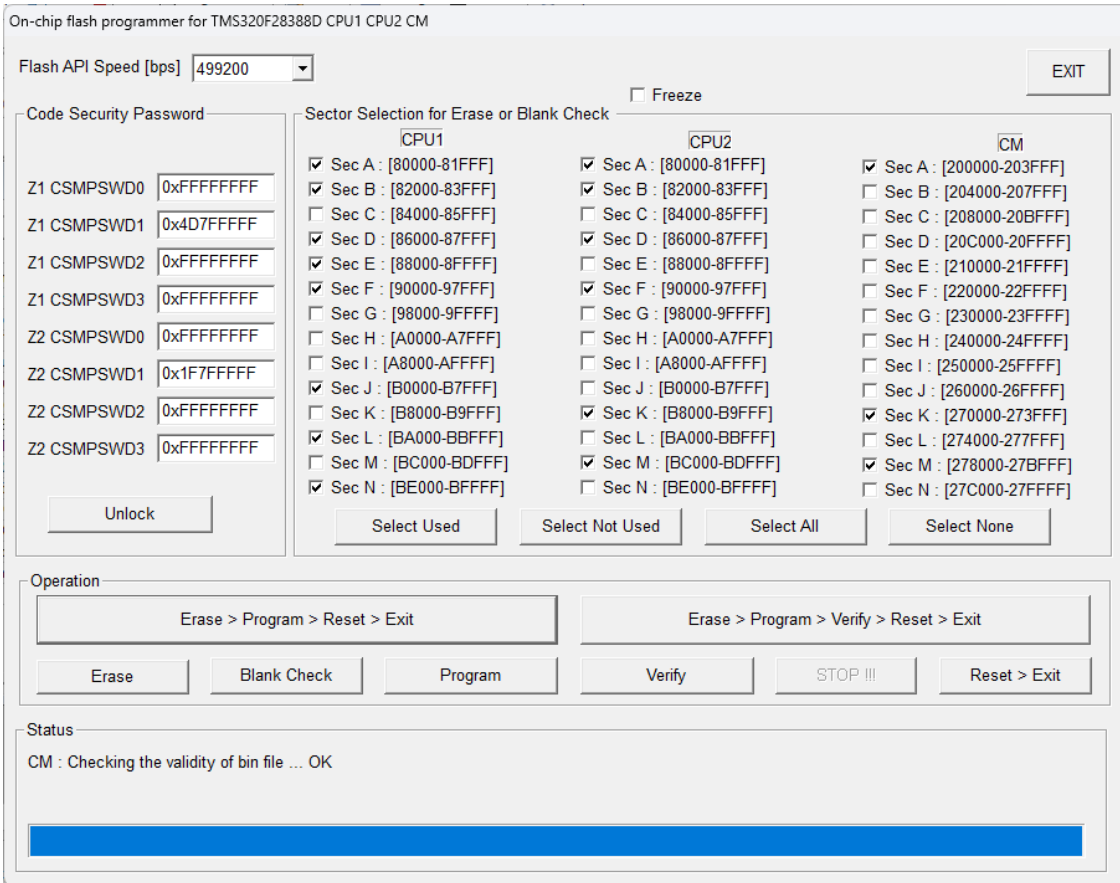 On-chip flash programmer for TMS320F28388D CPU1 CPU2 CM
Flash API Speed [bps] 499200
EXIT
Freeze
Code Security Password
Z1 CSMPSWD0 0xFFFFFFFF
Z1 CSMPSWD1 0x4D7FFFFF
Z1 CSMPSWD2 0xFFFFFFFF
Z1 CSMPSWD3 0xFFFFFFFF
Z2 CSMPSWD0 0xFFFFFFFF
Z2 CSMPSWD1 0x1F7FFFFF
Z2 CSMPSWD2 0xFFFFFFFF
Z2 CSMPSWD3 0xFFFFFFFF
Unlock
Sector Selection for Erase or Blank Check
CPU1
Sec A : [80000-81FFF]
Sec B : [82000-83FFF]
Sec C : [84000-85FFF]
Sec D : [86000-87FFF]
Sec E : [88000-8FFFF]
Sec F : [90000-97FFF]
Sec G : [98000-9FFFF]
Sec H : [A0000-A7FFF]
Sec I : [A8000-AFFFF]
Sec J : [B0000-B7FFF]
Sec K : [B8000-B9FFF]
Sec L : [BA000-BBFFF]
Sec M : [BC000-BDFFF]
Sec N : [BE000-BFFFF]
CPU2
Sec A : [80000-81FFF]
Sec B : [82000-83FFF]
Sec C : [84000-85FFF]
Sec D : [86000-87FFF]
Sec E : [88000-8FFFF]
Sec F : [90000-97FFF]
Sec G : [98000-9FFFF]
Sec H : [A0000-A7FFF]
Sec I : [A8000-AFFFF]
Sec J : [B0000-B7FFF]
Sec K : [B8000-B9FFF]
Sec L : [BA000-BBFFF]
Sec M : [BC000-BDFFF]
Sec N : [BE000-BFFFF]
CM
Sec A : [200000-203FFF]
Sec B : [204000-207FFF]
Sec C : [208000-20BFFF]
Sec D : [20C000-20FFFF]
Sec E : [210000-21FFFF]
Sec F : [220000-22FFFF]
Sec G : [230000-23FFFF]
Sec H : [240000-24FFFF]
Sec I : [250000-25FFFF]
Sec J : [260000-26FFFF]
Sec K : [270000-273FFF]
Sec L : [274000-277FFF]
Sec M : [278000-27BFFF]
Sec N : [27C000-27FFFF]
Select Used
Select Not Used
Select All
Select None
Operation
Erase > Program > Reset > Exit
Erase > Program > Verify > Reset > Exit
Erase
Blank Check
Program
Verify
STOP !!!
Reset > Exit
Status
CM : Checking the validity of bin file ... OK